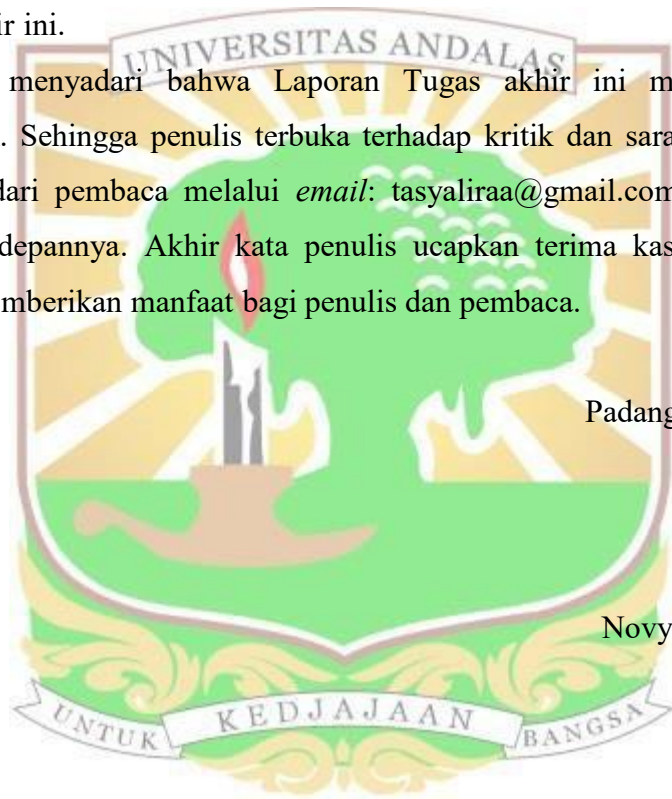 ir ini.
UNIVERSITAS ANDALAS
menyadari bahwa Laporan Tugas akhir ini m
. Sehingga penulis terbuka terhadap kritik dan sara
dari pembaca melalui email: tasyaliraa@gmail.com
depannya. Akhir kata penulis ucapkan terima kas
mberikan manfaat bagi penulis dan pembaca.
Padang
Novy
UNTUK KEDJAJAAN BANGSA